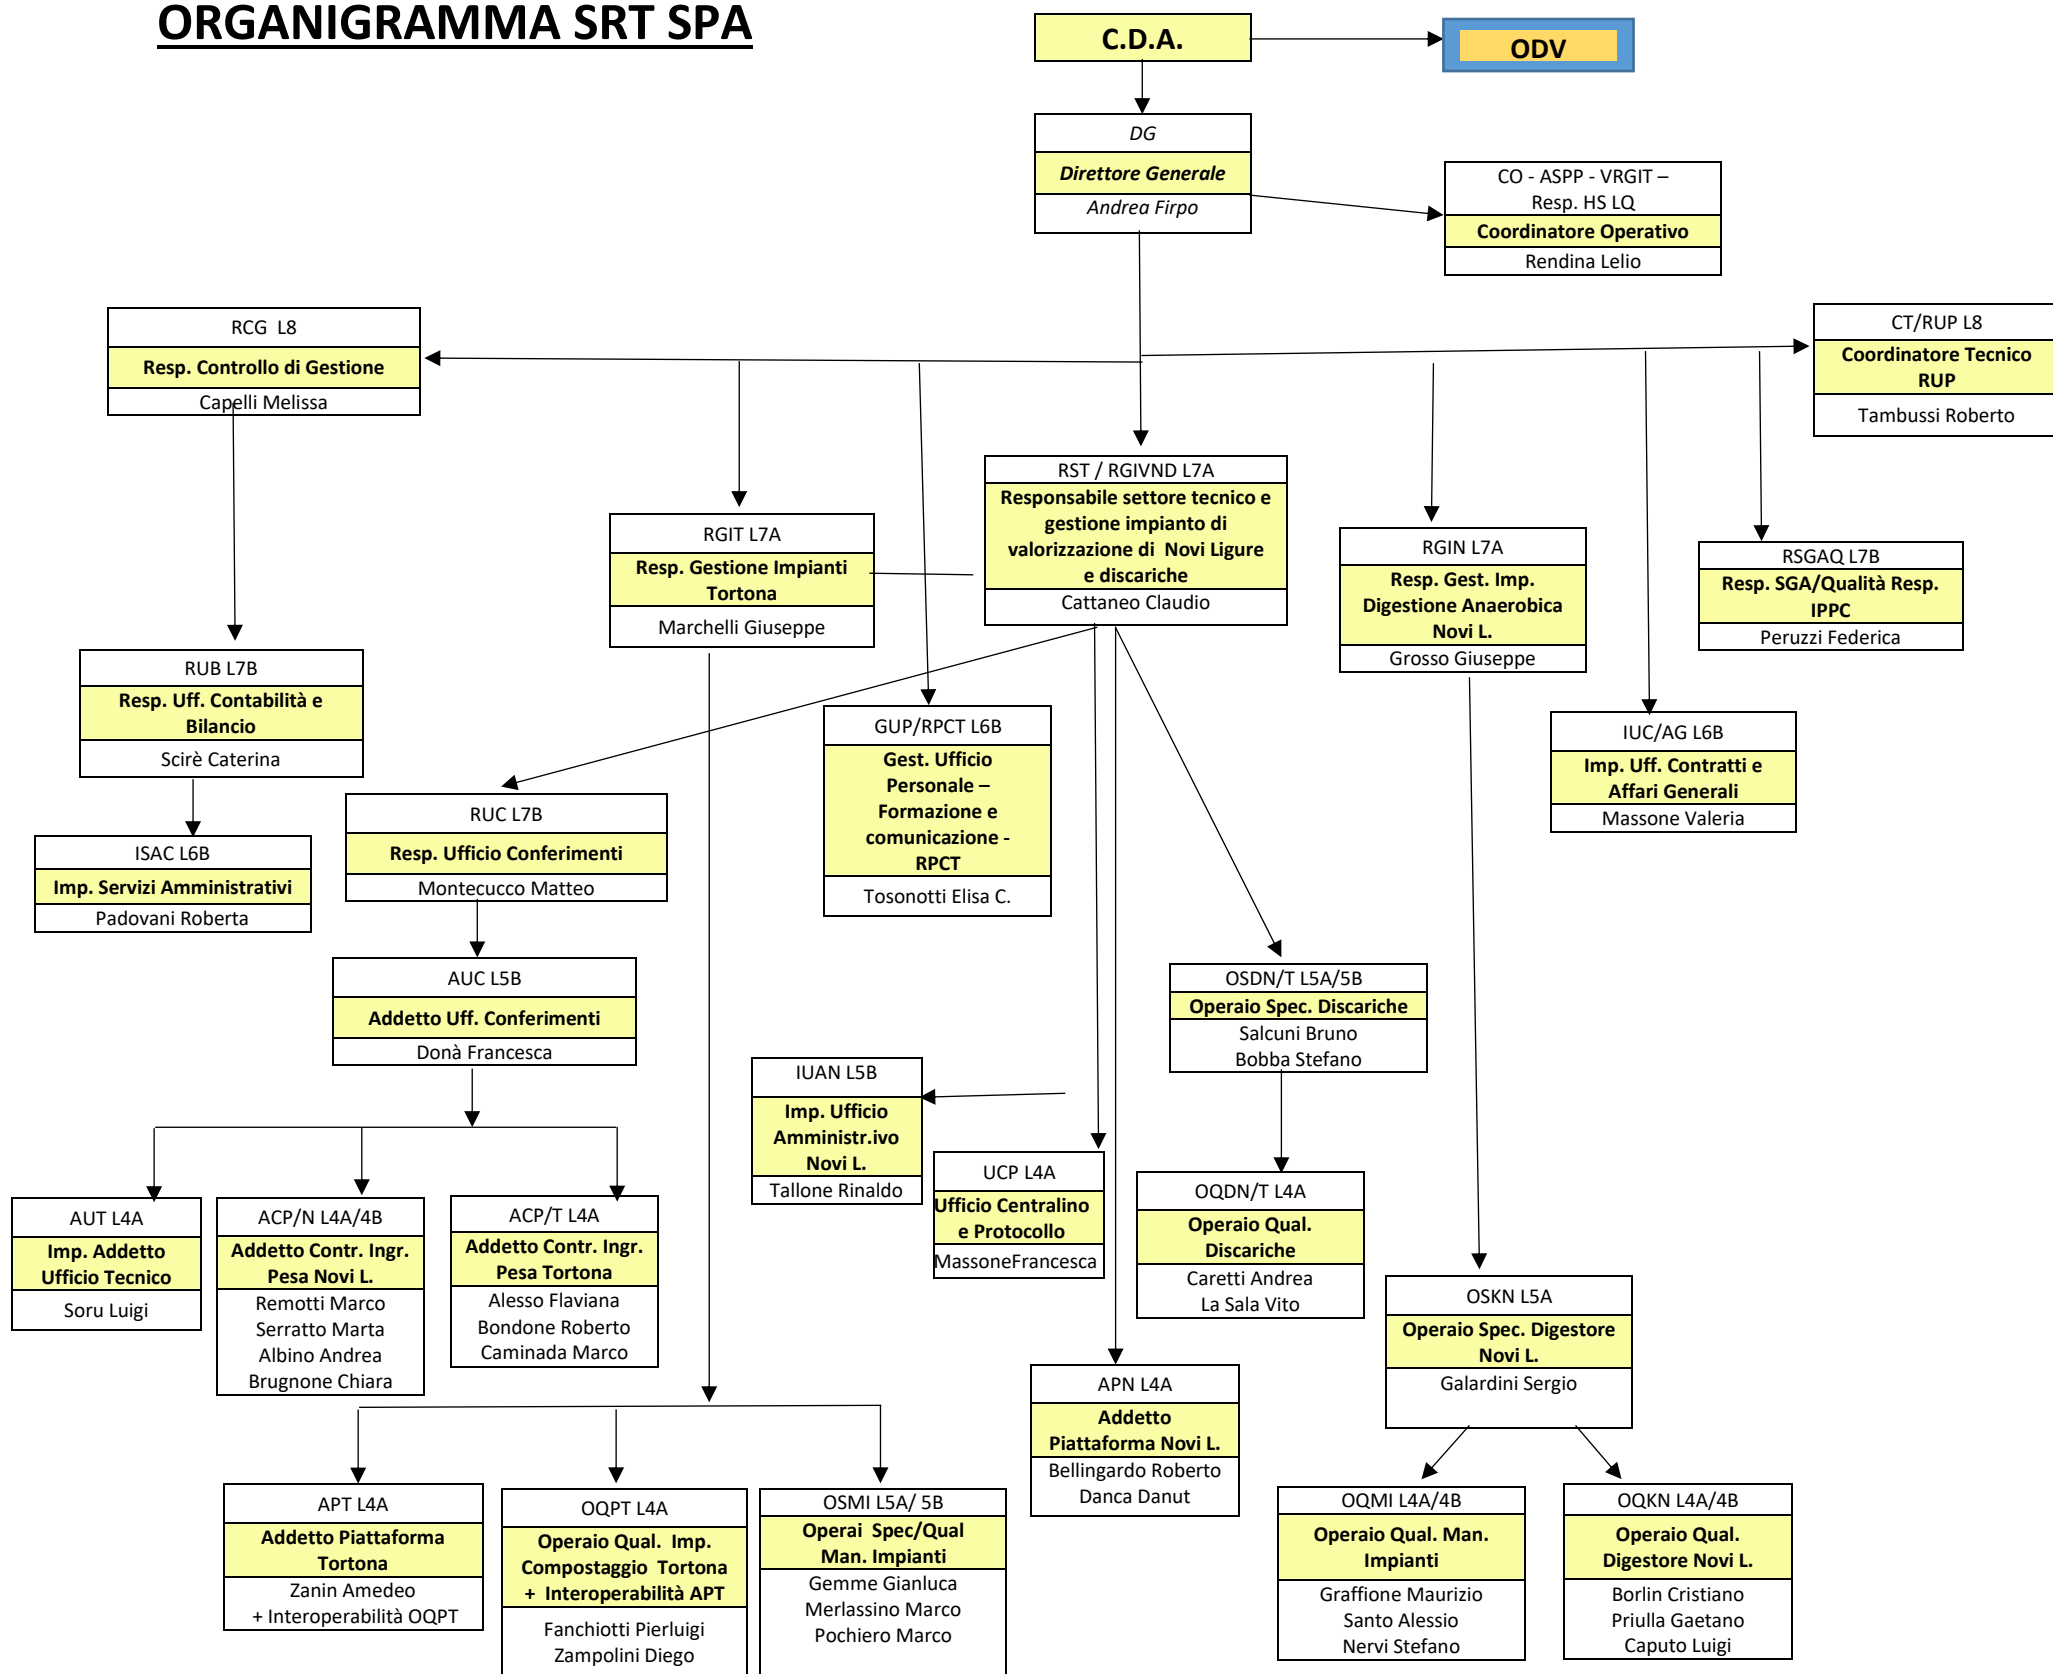 ORGANIGRAMMA SRT SPA
C.D.A.
ODV
DG
Direttore Generale
Andrea Firpo
CO - ASPP - VRGIT –
Resp. HS LQ
Coordinatore Operativo
Rendina Lelio
RCG L8
Resp. Controllo di Gestione
Capelli Melissa
CT/RUP L8
Coordinatore Tecnico
RUP
Tambussi Roberto
RST / RGIVND L7A
Responsabile settore tecnico e
gestione impianto di
valorizzazione di Novi Ligure
e discariche
Cattaneo Claudio
RGIT L7A
Resp. Gestione Impianti
Tortona
Marchelli Giuseppe
RGIN L7A
Resp. Gest. Imp.
Digestione Anaerobica
Novi L.
Grosso Giuseppe
RSGAQ L7B
Resp. SGA/Qualità Resp.
IPPC
Peruzzi Federica
RUB L7B
Resp. Uff. Contabilità e
Bilancio
Scirè Caterina
GUP/RPCT L6B
Gest. Ufficio
Personale –
Formazione e
comunicazione -
RPCT
Tosonotti Elisa C.
IUC/AG L6B
Imp. Uff. Contratti e
Affari Generali
Massone Valeria
ISAC L6B
Imp. Servizi Amministrativi
Padovani Roberta
RUC L7B
Resp. Ufficio Conferimenti
Montecucco Matteo
AUC L5B
Addetto Uff. Conferimenti
Donà Francesca
OSDN/T L5A/5B
Operaio Spec. Discariche
Salcuni Bruno
Bobba Stefano
IUAN L5B
Imp. Ufficio
Amministr.ivo
Novi L.
Tallone Rinaldo
UCP L4A
Ufficio Centralino
e Protocollo
MassoneFrancesca
OQDN/T L4A
Operaio Qual.
Discariche
Caretti Andrea
La Sala Vito
AUT L4A
Imp. Addetto
Ufficio Tecnico
Soru Luigi
ACP/N L4A/4B
Addetto Contr. Ingr.
Pesa Novi L.
Remotti Marco
Serratto Marta
Albino Andrea
Brugnone Chiara
ACP/T L4A
Addetto Contr. Ingr.
Pesa Tortona
Alesso Flaviana
Bondone Roberto
Caminada Marco
OSKN L5A
Operaio Spec. Digestore
Novi L.
Galardini Sergio
APN L4A
Addetto
Piattaforma Novi L.
Bellingardo Roberto
Danca Danut
APT L4A
Addetto Piattaforma
Tortona
Zanin Amedeo
+ Interoperabilità OQPT
OQPT L4A
Operaio Qual. Imp.
Compostaggio Tortona
+ Interoperabilità APT
Fanchiotti Pierluigi
Zampolini Diego
OSMI L5A/ 5B
Operai Spec/Qual
Man. Impianti
Gemme Gianluca
Merlassino Marco
Pochiero Marco
OQMI L4A/4B
Operaio Qual. Man.
Impianti
Graffione Maurizio
Santo Alessio
Nervi Stefano
OQKN L4A/4B
Operaio Qual.
Digestore Novi L.
Borlin Cristiano
Priulla Gaetano
Caputo Luigi